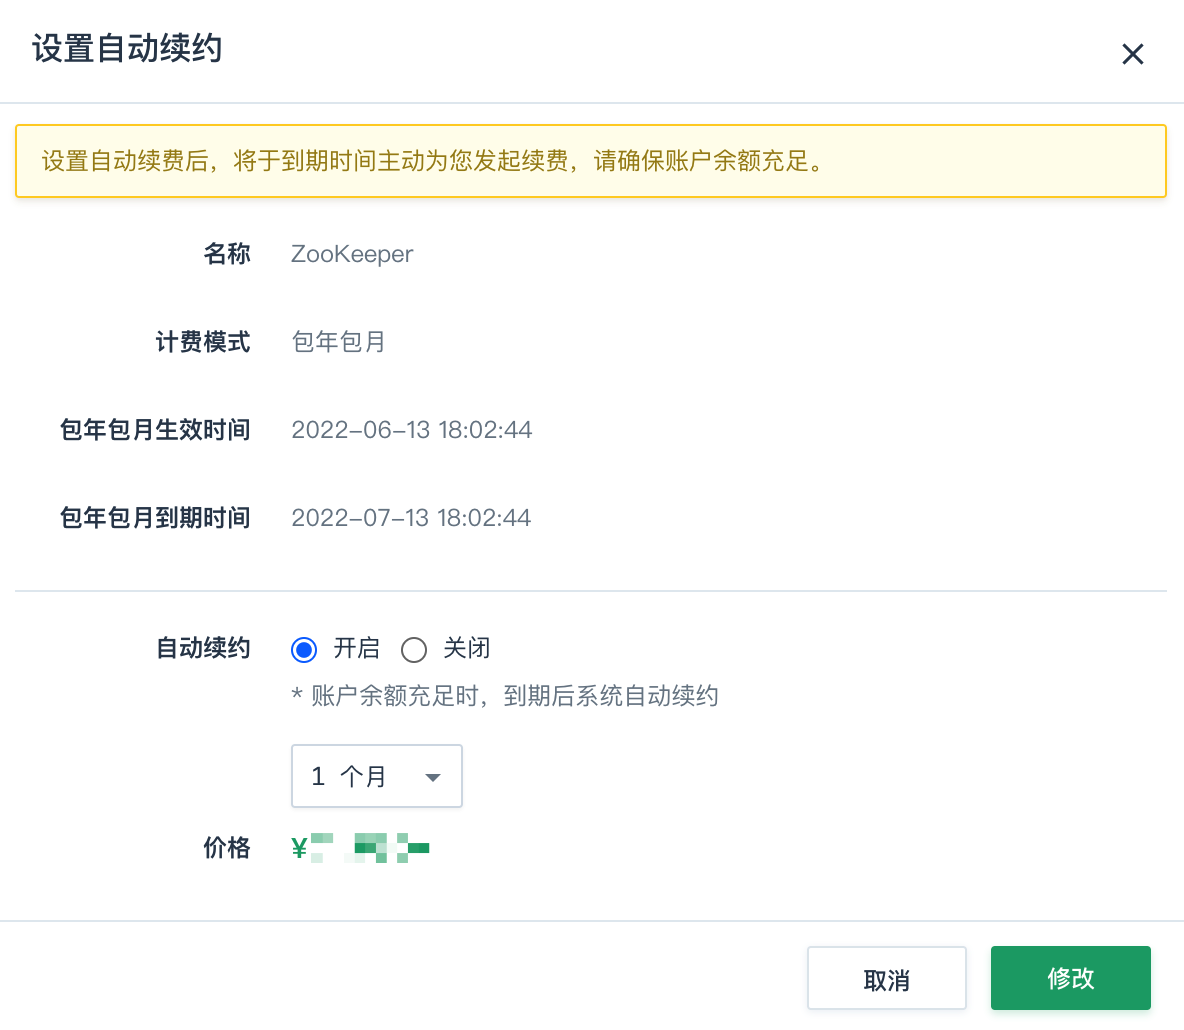 设置自动续约
设置自动续费后，将于到期时间主动为您发起续费，请确保账户余额充足。
名称 ZooKeeper
计费模式 包年包月
包年包月生效时间 2022-06-13 18:02:44
包年包月到期时间 2022-07-13 18:02:44
自动续约 开启 关闭
* 账户余额充足时，到期后系统自动续约
1 个月
价格 ¥
取消 修改